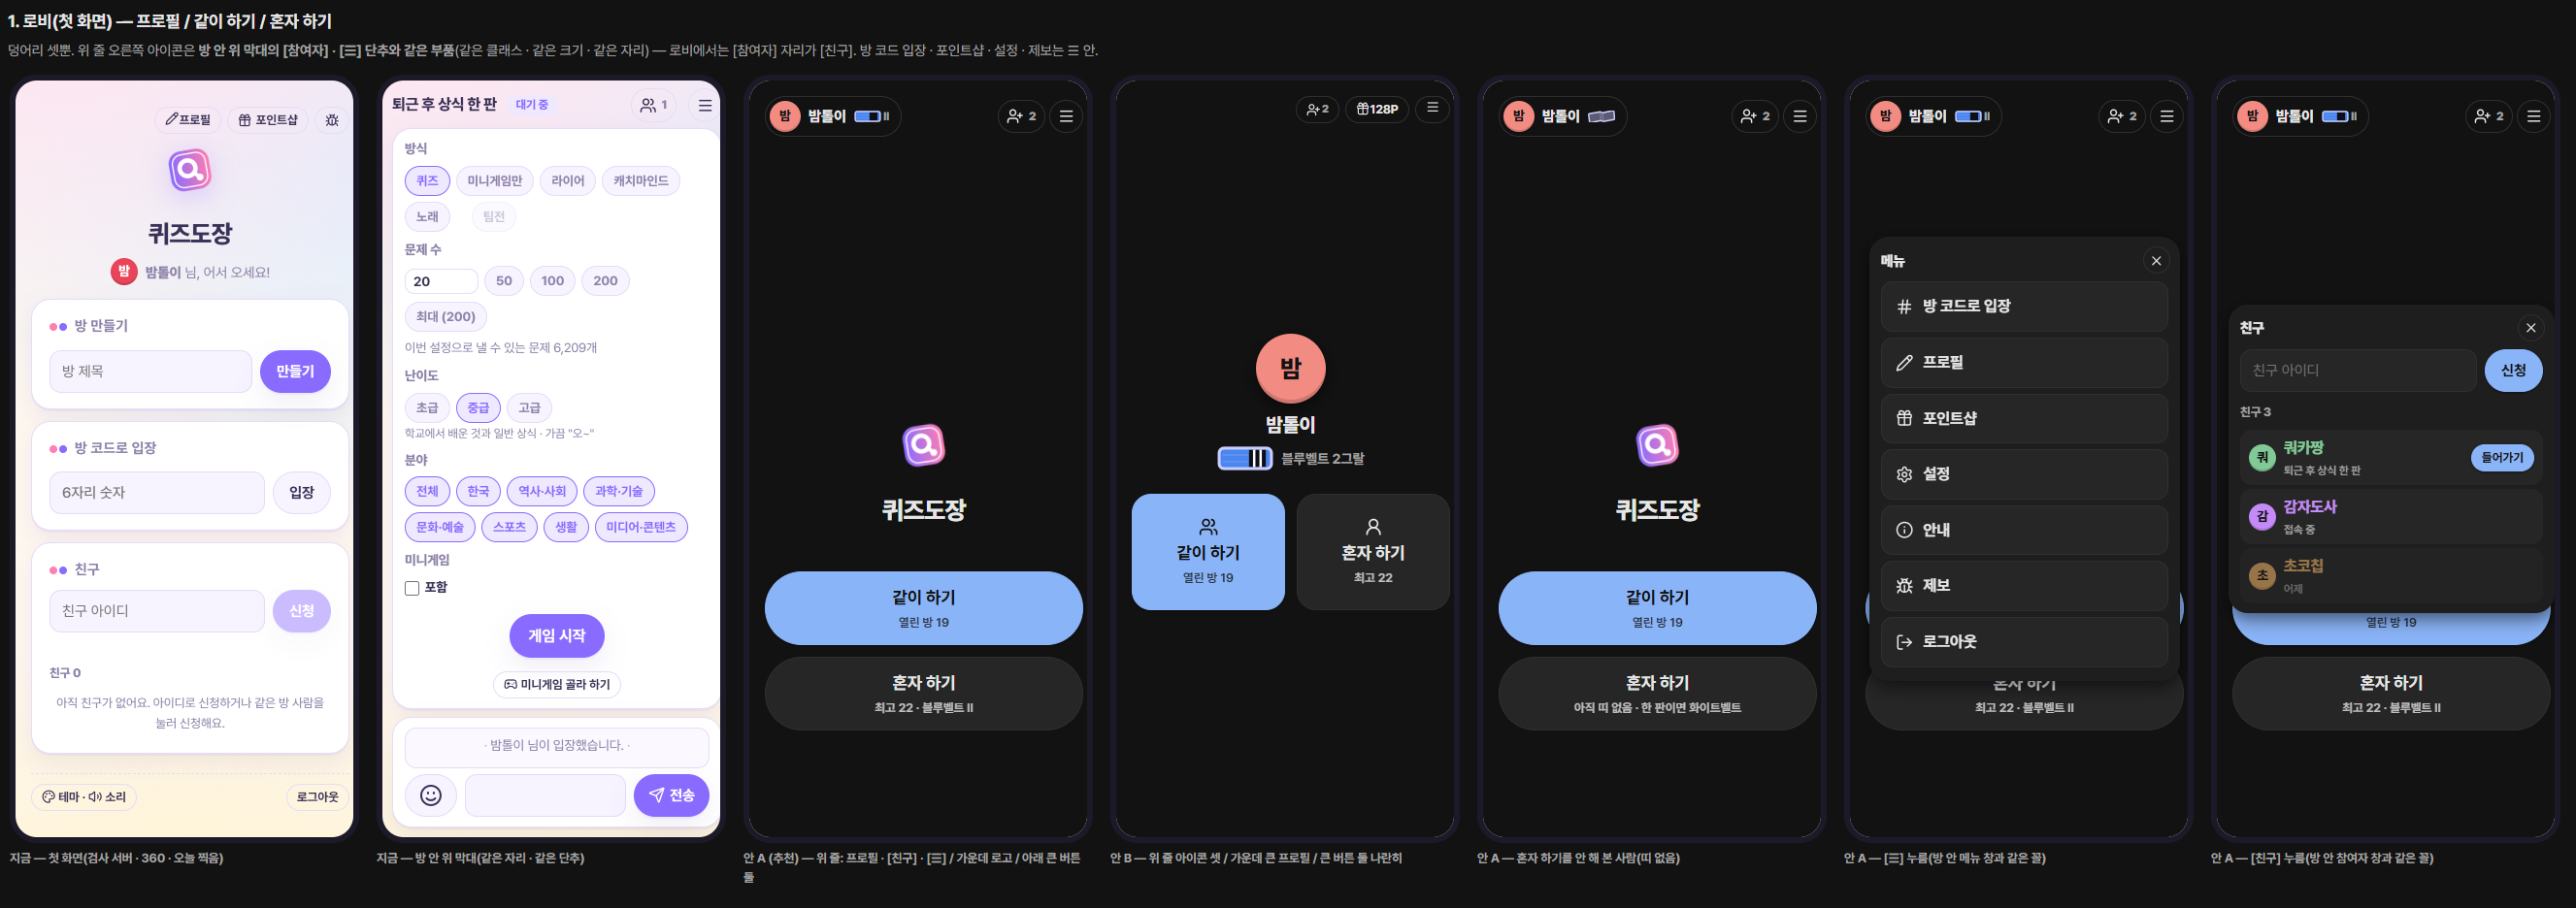 1. 로비(첫 화면) — 프로필 / 같이 하기 / 혼자 하기
덩어리 셋뿐. 위 줄 오른쪽 아이콘은 방 안 위 막대의 [참여자] · [☰] 단추와 같은 부품(같은 클래스 · 같은 크기 · 같은 자리) — 로비에서는 [참여자] 자리가 [친구]. 방 코드 입장 · 포인트샵 · 설정 · 제보는 ☰ 안.
프로필
포인트샵
퀴즈도장
밤 밤톨이 님, 어서 오세요!
방 만들기
방 제목
만들기
방 코드로 입장
6자리 숫자
입장
친구
친구 아이디
신청
친구 0
아직 친구가 없어요. 아이디로 신청하거나 같은 방 사람을
눌러 신청해요.
테마 · 소리
로그아웃
지금 — 첫 화면(검사 서버 · 360 · 오늘 찍음)
퇴근 후 상식 한 판
대기 중
1
방식
퀴즈 미니게임만 라이어 캐치마인드
노래 팀전
문제 수
20 50 100 200
최대 (200)
이번 설정으로 낼 수 있는 문제 6,209개
난이도
초급 중급 고급
학교에서 배운 것과 일반 상식 · 가끔 "오~"
분야
전체 한국 역사·사회 과학·기술
문화·예술 스포츠 생활 미디어·콘텐츠
미니게임
포함
게임 시작
미니게임 골라 하기
· 밤톨이 님이 입장했습니다. ·
전송
지금 — 방 안 위 막대(같은 자리 · 같은 단추)
밤 밤톨이 II
2
퀴즈도장
같이 하기
열린 방 19
혼자 하기
최고 22 · 블루벨트 II
안 A (추천) — 위 줄: 프로필 · [친구] · [☰] / 가운데 로고 / 아래 큰 버튼
둘
2
128P
밤
밤톨이
블루벨트 2그랄
같이 하기
열린 방 19
혼자 하기
최고 22
안 B — 위 줄 아이콘 셋 / 가운데 큰 프로필 / 큰 버튼 둘 나란히
밤 밤톨이
2
퀴즈도장
같이 하기
열린 방 19
혼자 하기
아직 띠 없음 · 한 판이면 화이트벨트
안 A — 혼자 하기를 안 해 본 사람(띠 없음)
밤 밤톨이 II
2
메뉴
방 코드로 입장
프로필
포인트샵
설정
안내
제보
로그아웃
혼자 하기
최고 22 · 블루벨트 II
안 A — [☰] 누름(방 안 메뉴 창과 같은 꼴)
밤 밤톨이 II
2
친구
친구 아이디
신청
친구 3
쿼 쿼카짱
퇴근 후 상식 한 판
들어가기
감 감자도사
접속 중
초 초코칩
어제
열린 방 19
혼자 하기
최고 22 · 블루벨트 II
안 A — [친구] 누름(방 안 참여자 창과 같은 꼴)